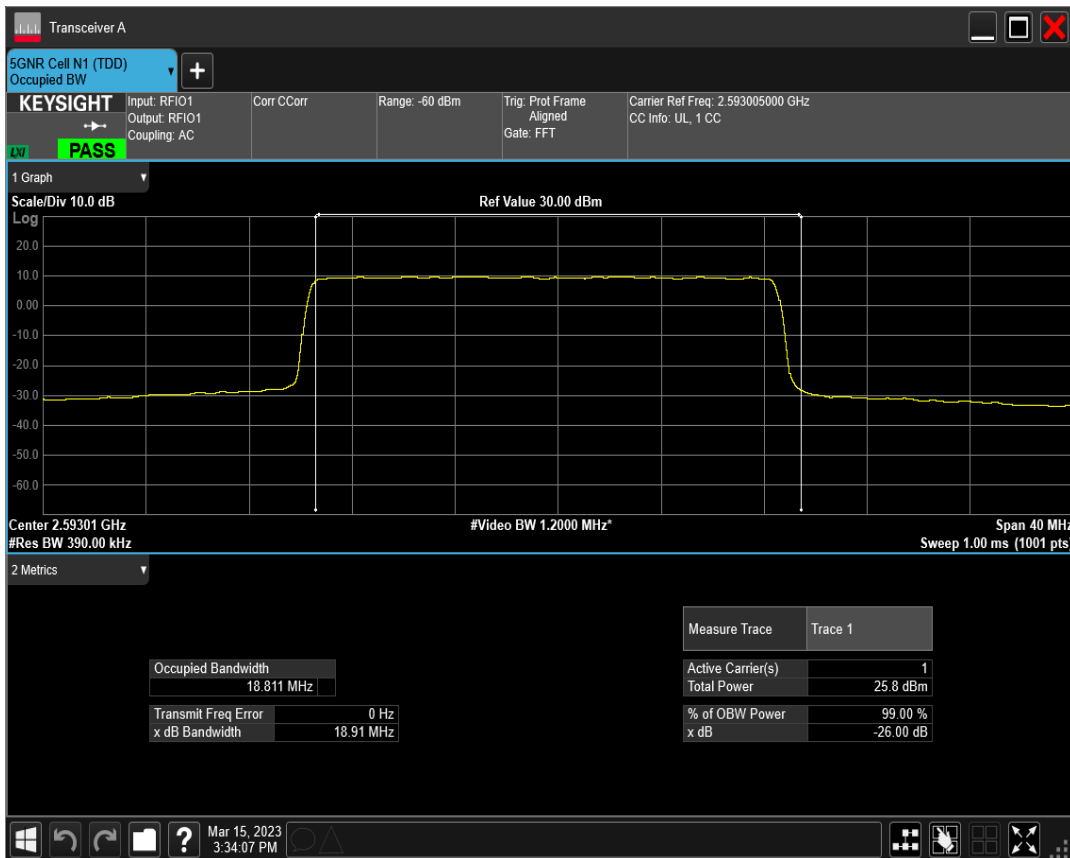 Transceiver A
5GNR Cell N1 (TDD)
Occupied BW
KEYSIGHT
LXI
PASS
Input: RFIO1
Output: RFIO1
Coupling: AC
Corr CCorr
Range: -60 dBm
Trig: Prot Frame
Aligned
Gate: FFT
Carrier Ref Freq: 2.593005000 GHz
CC Info: UL, 1 CC
1 Graph
Scale/Div 10.0 dB
Ref Value 30.00 dBm
Log
20.0
10.0
0.00
-10.0
-20.0
-30.0
-40.0
-50.0
-60.0
Center 2.59301 GHz
#Video BW 1.2000 MHz*
Span 40 MHz
#Res BW 390.00 kHz
Sweep 1.00 ms (1001 pts)
2 Metrics
Measure Trace Trace 1
Occupied Bandwidth
18.811 MHz
Active Carrier(s) 1
Total Power 25.8 dBm
Transmit Freq Error 0 Hz
x dB Bandwidth 18.91 MHz
% of OBW Power 99.00 %
x dB -26.00 dB
?
Mar 15, 2023
3:34:07 PM